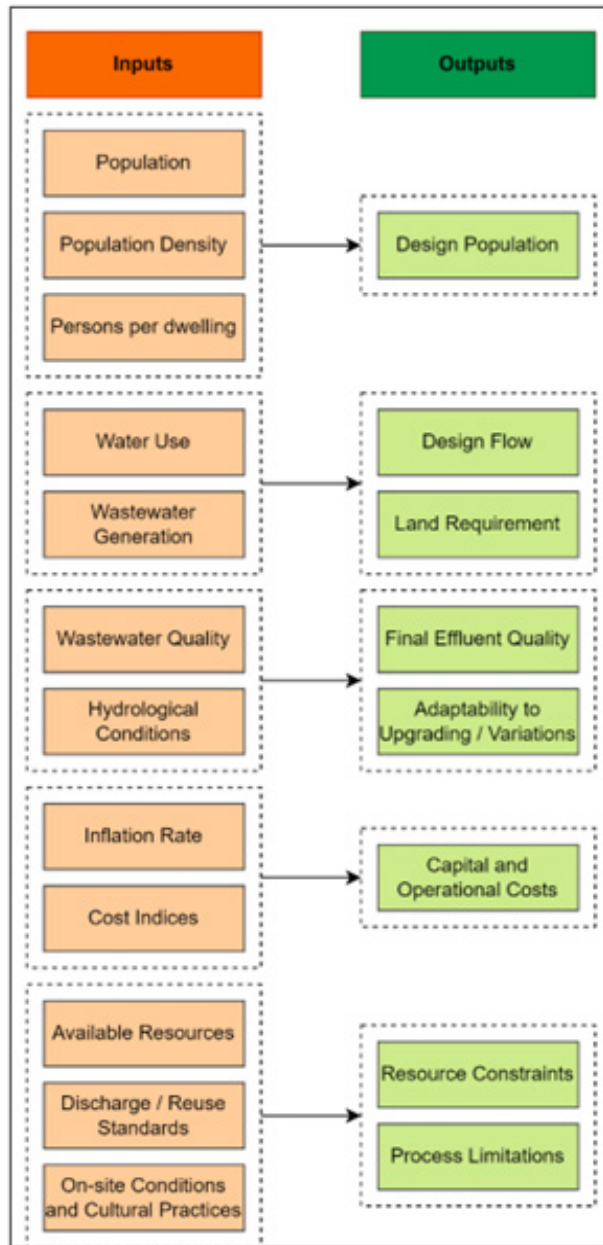 Inputs
Outputs
Population
Population Density
Persons per dwelling
Design Population
Water Use
Wastewater
Generation
Design Flow
Land Requirement
Wastewater Quality
Hydrological
Conditions
Final Effluent Quality
Adaptability to
Upgrading / Variations
Inflation Rate
Cost Indices
Capital and
Operational Costs
Available Resources
Discharge / Reuse
Standards
On-site Conditions
and Cultural Practices
Resource Constraints
Process Limitations